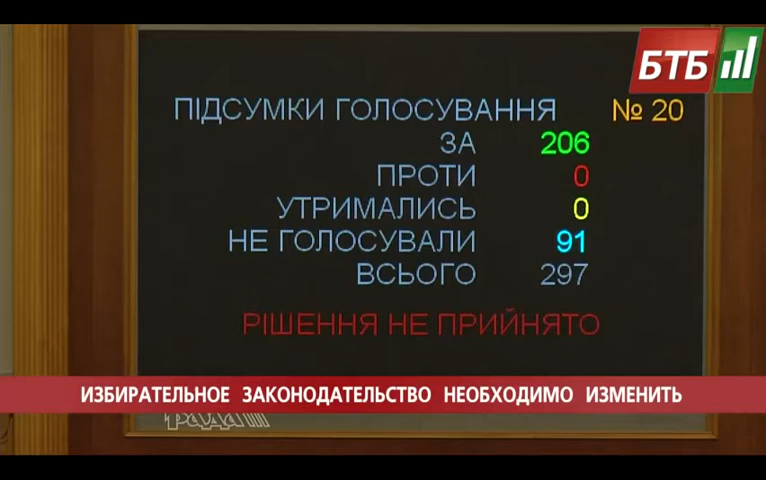 БТБ
ПІДСУМКИ ГОЛОСУВАННЯ № 20
ЗА 206
ПРОТИ 0
УТРИМАЛИСЬ 0
НЕ ГОЛОСУВАЛИ 91
ВСЬОГО 297
РІШЕННЯ НЕ ПРИЙНЯТО
ИЗБИРАТЕЛЬНОЕ ЗАКОНОДАТЕЛЬСТВО НЕОБХОДИМО ИЗМЕНИТЬ
рада